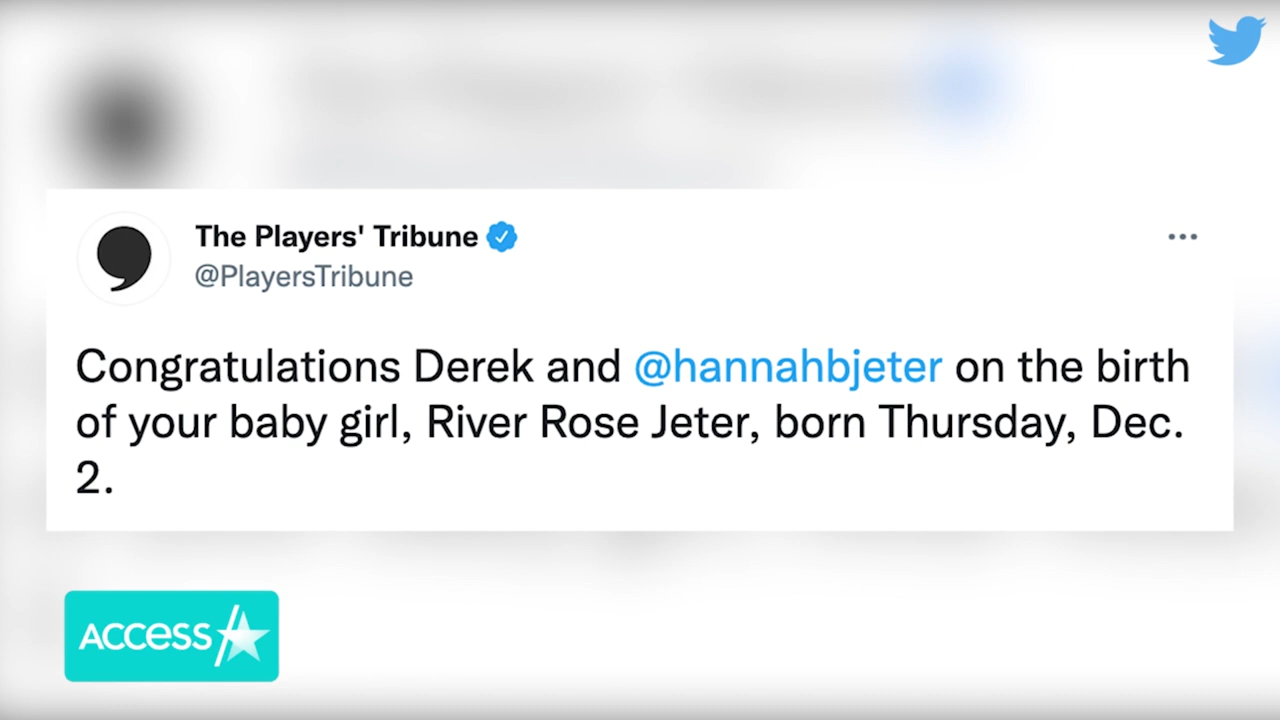 The Players' Tribune
@PlayersTribune
Congratulations Derek and @hannahbjeter on the birth
of your baby girl, River Rose Jeter, born Thursday, Dec.
2.
ACCESS